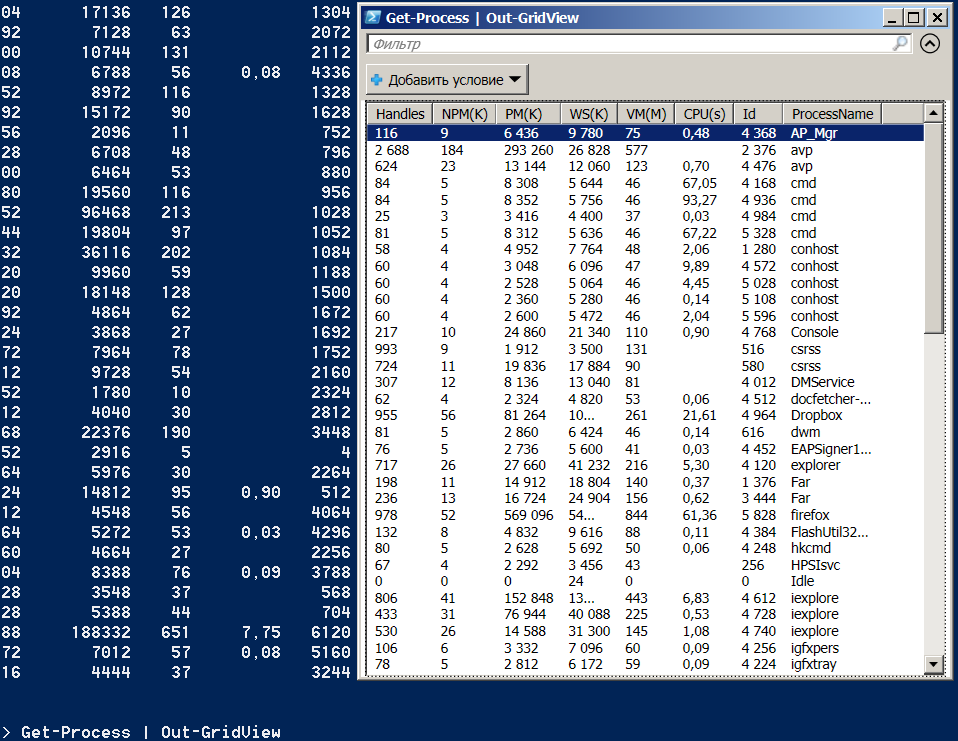 04 17136 126 1304
92 7128 63 2072
00 10744 131 2112
08 6788 56 0,08 4336
52 8972 116 1328
92 15172 90 1628
56 2096 11 752
28 6708 48 796
00 6464 53 880
80 19560 116 956
52 96468 213 1028
44 19804 97 1052
32 36116 202 1084
20 9960 59 1188
20 18148 128 1500
92 4864 62 1672
24 3868 27 1692
72 7964 78 1752
12 9728 54 2160
52 1780 10 2324
12 4040 30 2812
68 22376 190 3448
52 2916 5 4
64 5976 30 2264
24 14812 95 0,90 512
12 4548 56 4064
64 5272 53 0,03 4296
60 4664 27 2256
04 8388 76 0,09 3788
28 3548 37 568
28 5388 44 704
88 188332 651 7,75 6120
72 7012 57 0,08 5160
16 4444 37 3244
> Get-Process | Out-GridView
Get-Process | Out-GridView
Фильтр
Добавить условие
Handles NPM(K) PM(K) WS(K) VM(M) CPU(s) Id ProcessName
116 9 6 436 9 780 75 0,48 4 368 AP_Mgr
2 688 184 293 260 26 828 577 2 376 avp
624 23 13 144 12 060 123 0,70 4 476 avp
84 5 8 308 5 644 46 67,05 4 168 cmd
84 5 8 352 5 756 46 93,27 4 936 cmd
25 3 3 416 4 400 37 0,03 4 984 cmd
81 5 8 312 5 636 46 67,22 5 328 cmd
58 4 4 952 7 764 48 2,06 1 280 conhost
60 4 3 048 6 096 47 9,89 4 572 conhost
60 4 2 528 5 064 46 4,45 5 028 conhost
60 4 2 360 5 280 46 0,14 5 108 conhost
60 4 2 600 5 472 46 2,04 5 596 conhost
217 10 24 860 21 340 110 0,90 4 768 Console
993 9 1 912 3 500 131 516 csrss
724 11 19 836 17 884 90 580 csrss
307 12 8 136 13 040 81 4 012 DMService
62 4 2 324 4 820 53 0,06 4 512 docfetcher-...
955 56 81 264 10... 261 21,61 4 964 Dropbox
81 5 2 860 6 424 46 0,14 616 dwm
76 5 2 736 5 600 41 0,03 4 452 EAPSigner1...
717 26 27 660 41 232 216 5,30 4 120 explorer
198 11 14 912 18 804 140 0,37 1 376 Far
236 13 16 724 24 904 156 0,62 3 444 Far
978 52 569 096 54... 844 61,36 5 828 firefox
132 8 4 832 9 616 88 0,11 4 384 FlashUtil32...
80 5 2 628 5 692 50 0,06 4 248 hkcmd
67 4 2 292 3 456 43 256 HPSIsvc
0 0 0 24 0 0 Idle
806 41 152 848 13... 443 6,83 4 612 iexplore
433 31 76 944 40 088 225 0,53 4 728 iexplore
530 26 14 588 31 300 145 1,08 4 740 iexplore
106 6 3 332 7 096 60 0,09 4 256 igfxpers
78 5 2 812 6 172 59 0,09 4 224 igfxtray